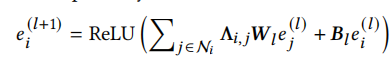 e_i^{(l+1)} = ReLU ( ∑_{j∈𝒩_i} Λ_{i,j} W_l e_j^{(l)} + B_l e_i^{(l)} )